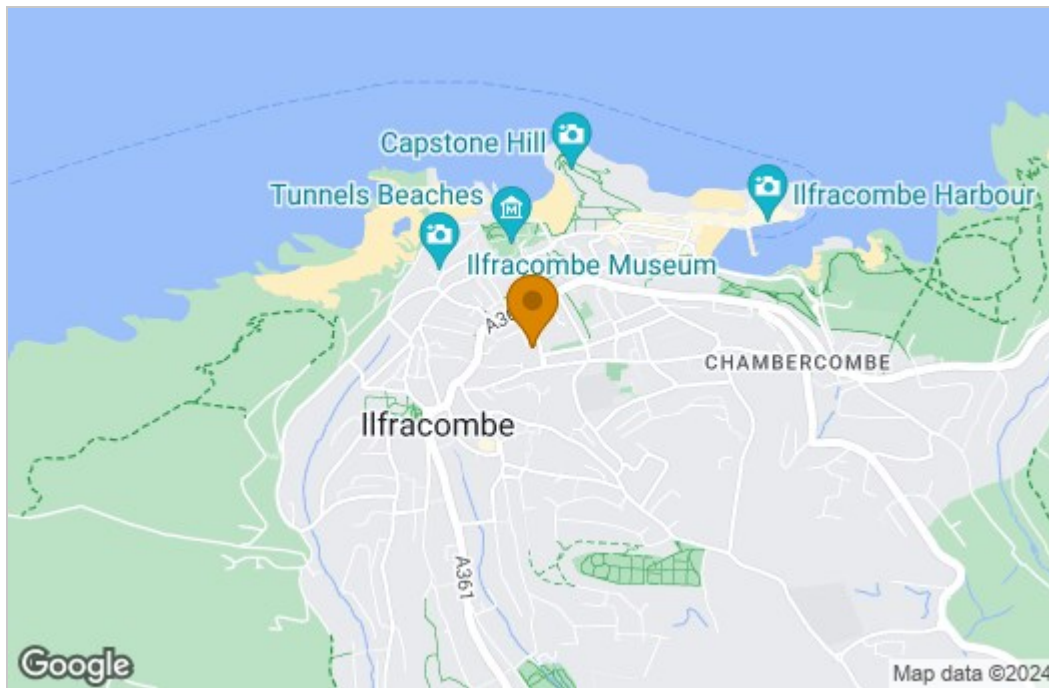 Capstone Hill
Tunnels Beaches
Ilfracombe Harbour
Ilfracombe Museum
CHAMBERCOMBE
Ilfracombe
A361
Google
Map data ©2024